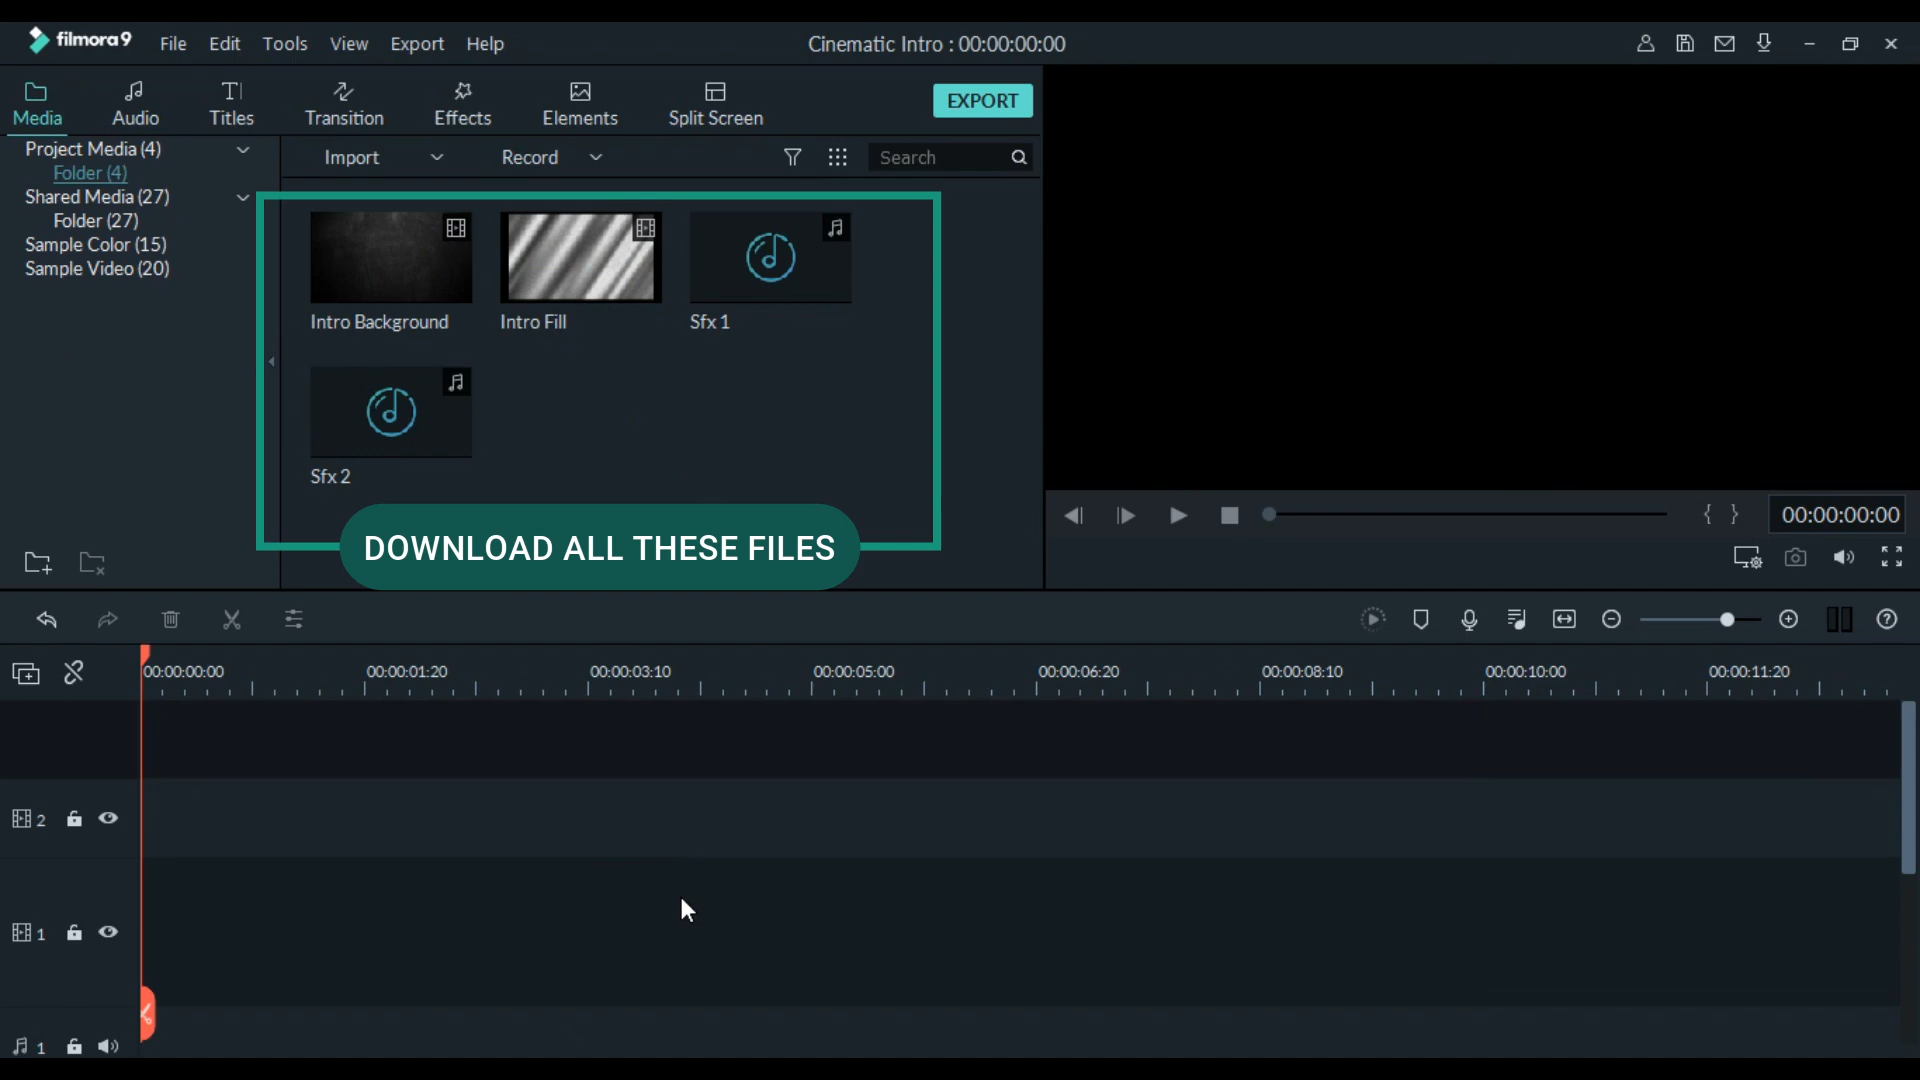 filmora9 File Edit Tools View Export Help Cinematic Intro : 00:00:00:00
Media Audio Titles Transition Effects Elements Split Screen EXPORT
Project Media (4)
Folder (4)
Shared Media (27)
Folder (27)
Sample Color (15)
Sample Video (20)
Import Record Search
Intro Background Intro Fill Sfx 1
Sfx 2
DOWNLOAD ALL THESE FILES
{ } 00:00:00:00
00:00:00:00 00:00:01:20 00:00:03:10 00:00:05:00 00:00:06:20 00:00:08:10 00:00:10:00 00:00:11:20
2
1
1